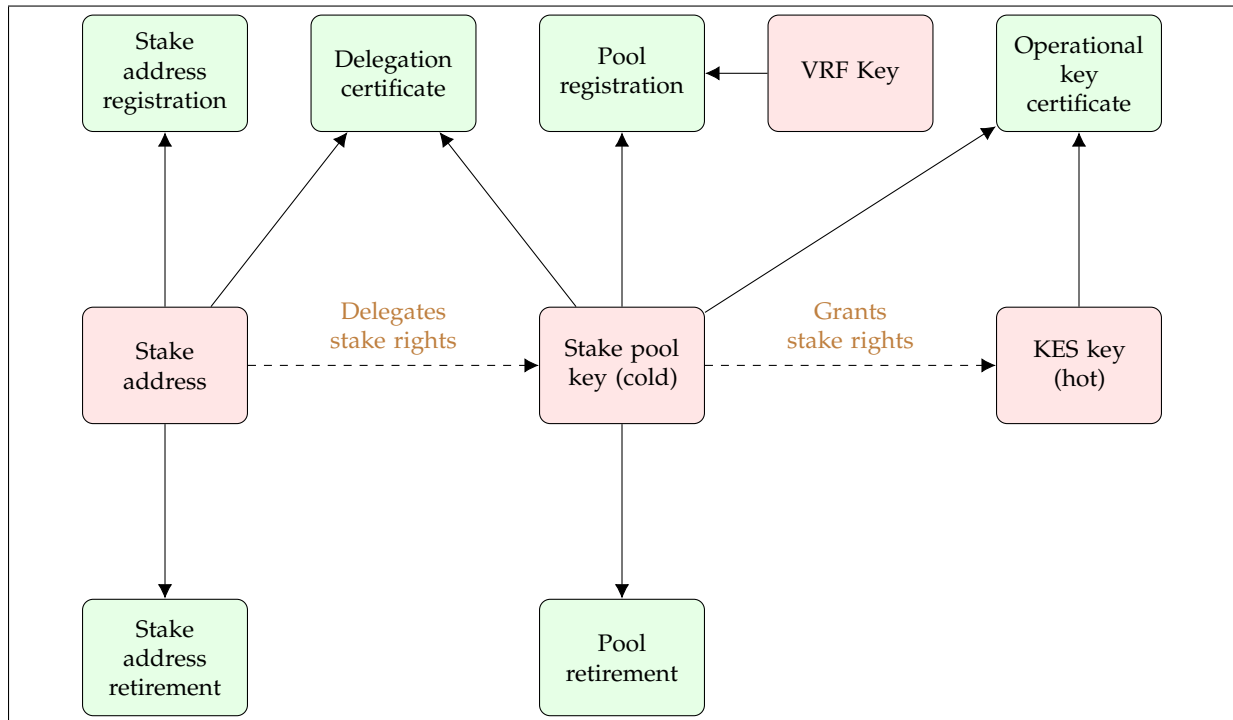 Stake
address
registration
Delegation
certificate
Pool
registration
VRF Key
Operational
key
certificate
Delegates
stake rights
Grants
stake rights
Stake
address
Stake pool
key (cold)
KES key
(hot)
Stake
address
retirement
Pool
retirement